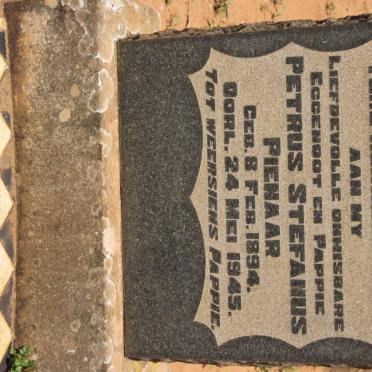 AAN MY
LIEFDEVOLLE ONMISBARE
EGGENOOT EN PAPPIE
PETRUS STEFANUS
PIENAAR
GEB. 8 FEB. 1894.
OORL. 24 MEI 1945.
TOT WEERSIENS PAPPIE.